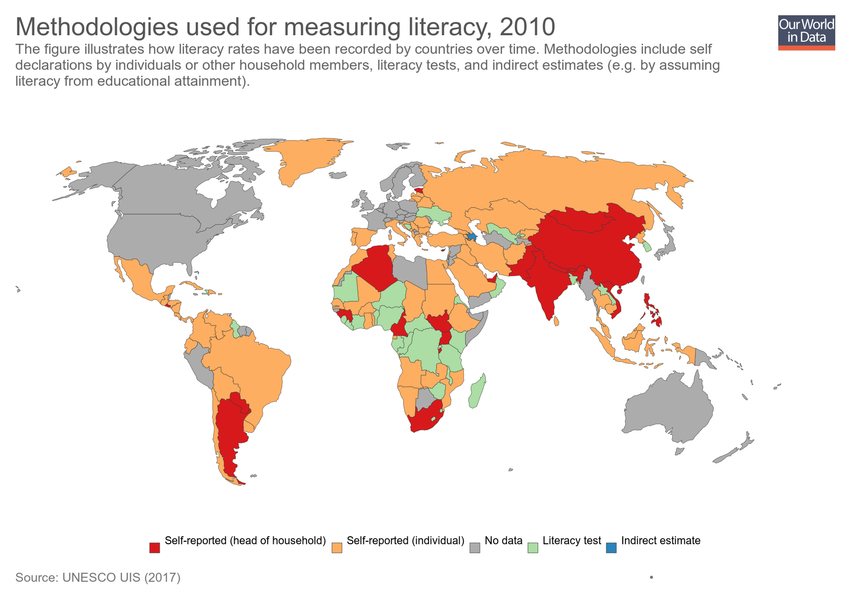 Methodologies used for measuring literacy, 2010
Our World
in Data
The figure illustrates how literacy rates have been recorded by countries over time. Methodologies include self
declarations by individuals or other household members, literacy tests, and indirect estimates (e.g. by assuming
literacy from educational attainment).
Self-reported (head of household)
Self-reported (individual)
No data
Literacy test
Indirect estimate
Source: UNESCO UIS (2017)